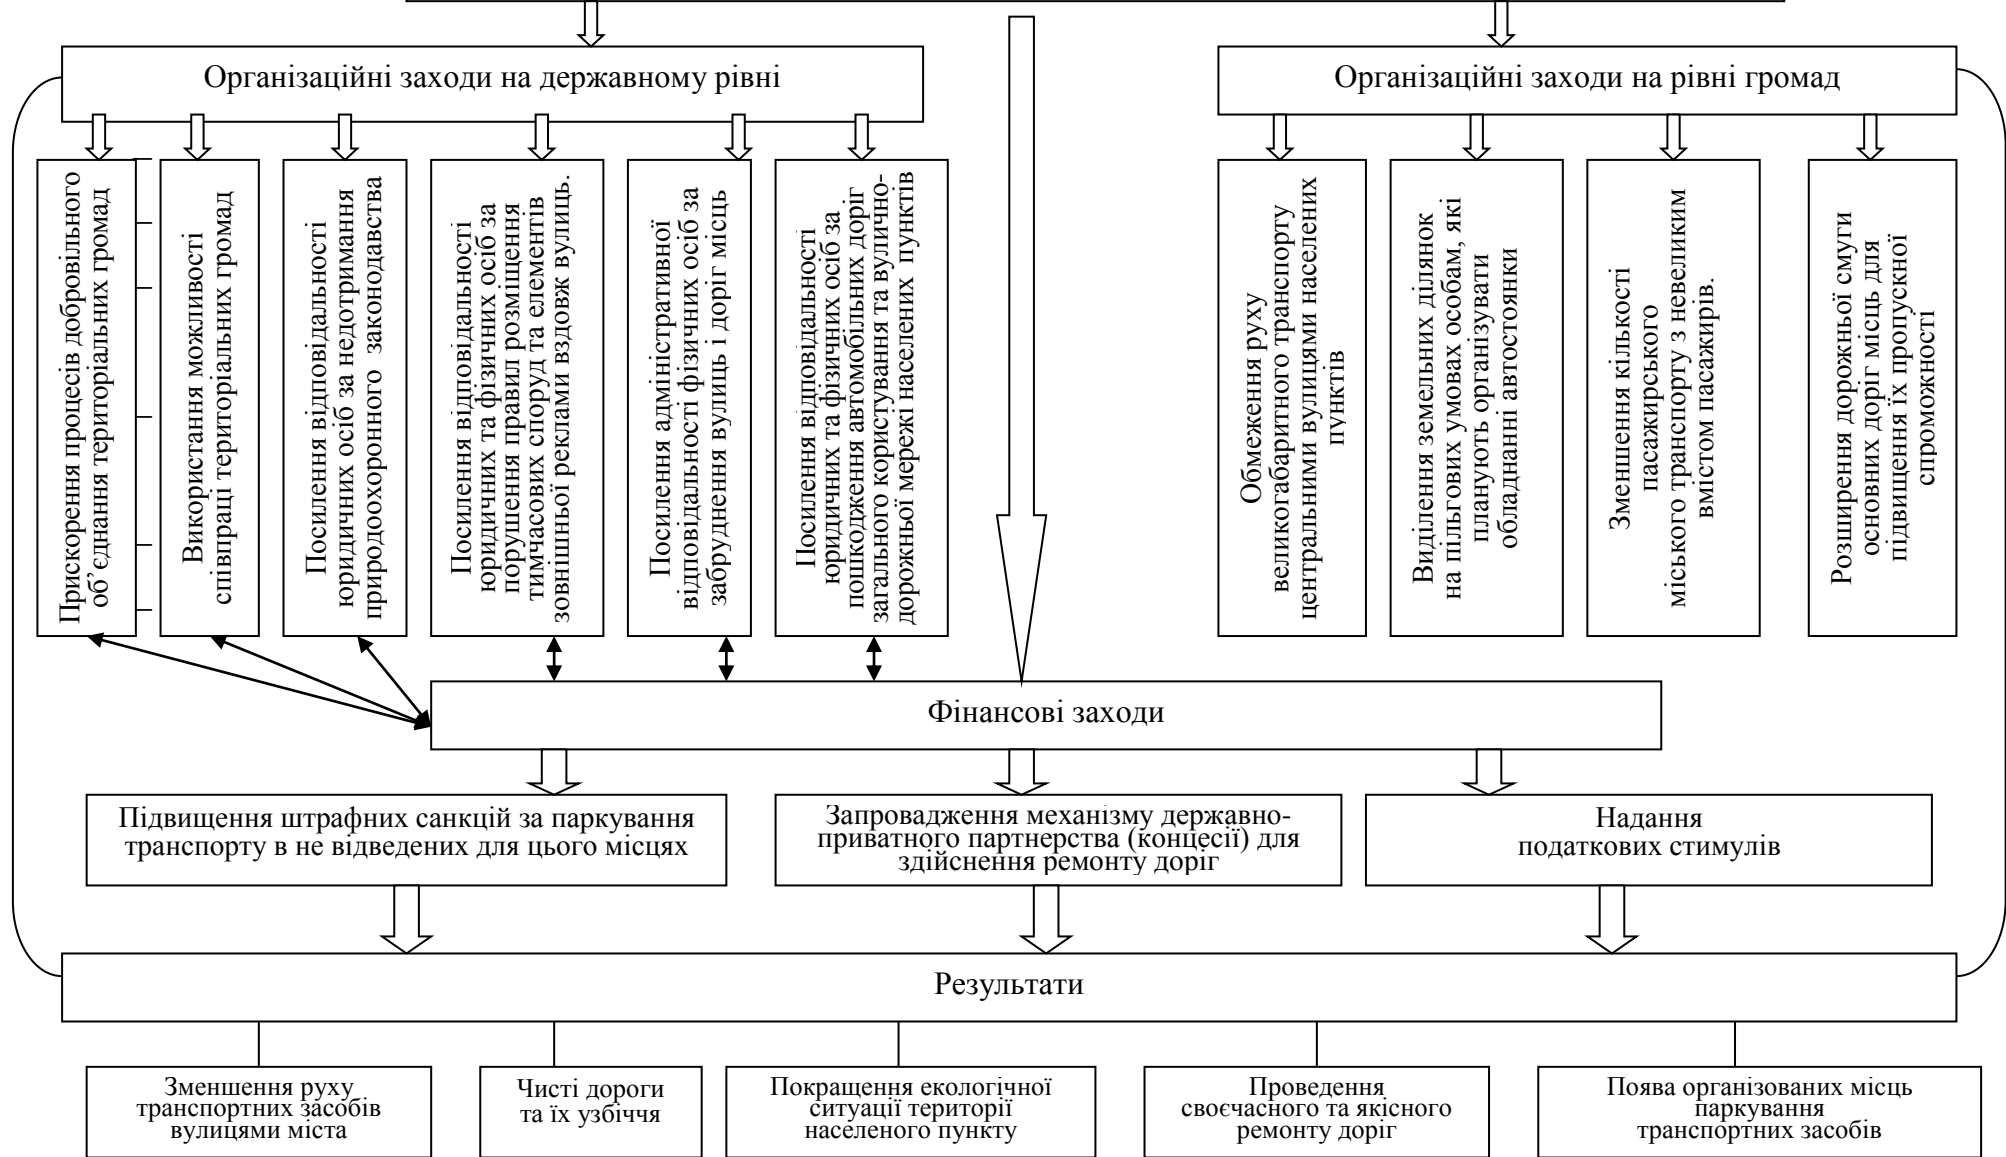 Організаційні заходи на державному рівні
Організаційні заходи на рівні громад
Прискорення процесів добровільного
об’єднання територіальних громад
Використання можливості
співпраці територіальних громад
Посилення відповідальності
юридичних осіб за недотримання
природоохоронного законодавства
Посилення відповідальності
юридичних та фізичних осіб за
порушення правил розміщення
тимчасових споруд та елементів
зовнішньої реклами вздовж вулиць.
Посилення адміністративної
відповідальності фізичних осіб за
забруднення вулиць і доріг місць
Посилення відповідальності
юридичних та фізичних осіб за
пошкодження автомобільних доріг
загального користування та вулично-
дорожньої мережі населених пунктів
Обмеження руху
великогабаритного транспорту
центральними вулицями населених
пунктів
Виділення земельних ділянок
на пільгових умовах особам, які
планують організувати
обладнанні автостоянки
Зменшення кількості
пасажирського
міського транспорту з невеликим
вмістом пасажирів.
Розширення дорожньої смуги
основних доріг місць для
підвищення їх пропускної
спроможності
Фінансові заходи
Підвищення штрафних санкцій за паркування
транспорту в не відведених для цього місцях
Запровадження механізму державно-
приватного партнерства (концесії) для
здійснення ремонту доріг
Надання
податкових стимулів
Результати
Зменшення руху
транспортних засобів
вулицями міста
Чисті дороги
та їх узбіччя
Покращення екологічної
ситуації території
населеного пункту
Проведення
своєчасного та якісного
ремонту доріг
Поява організованих місць
паркування
транспортних засобів